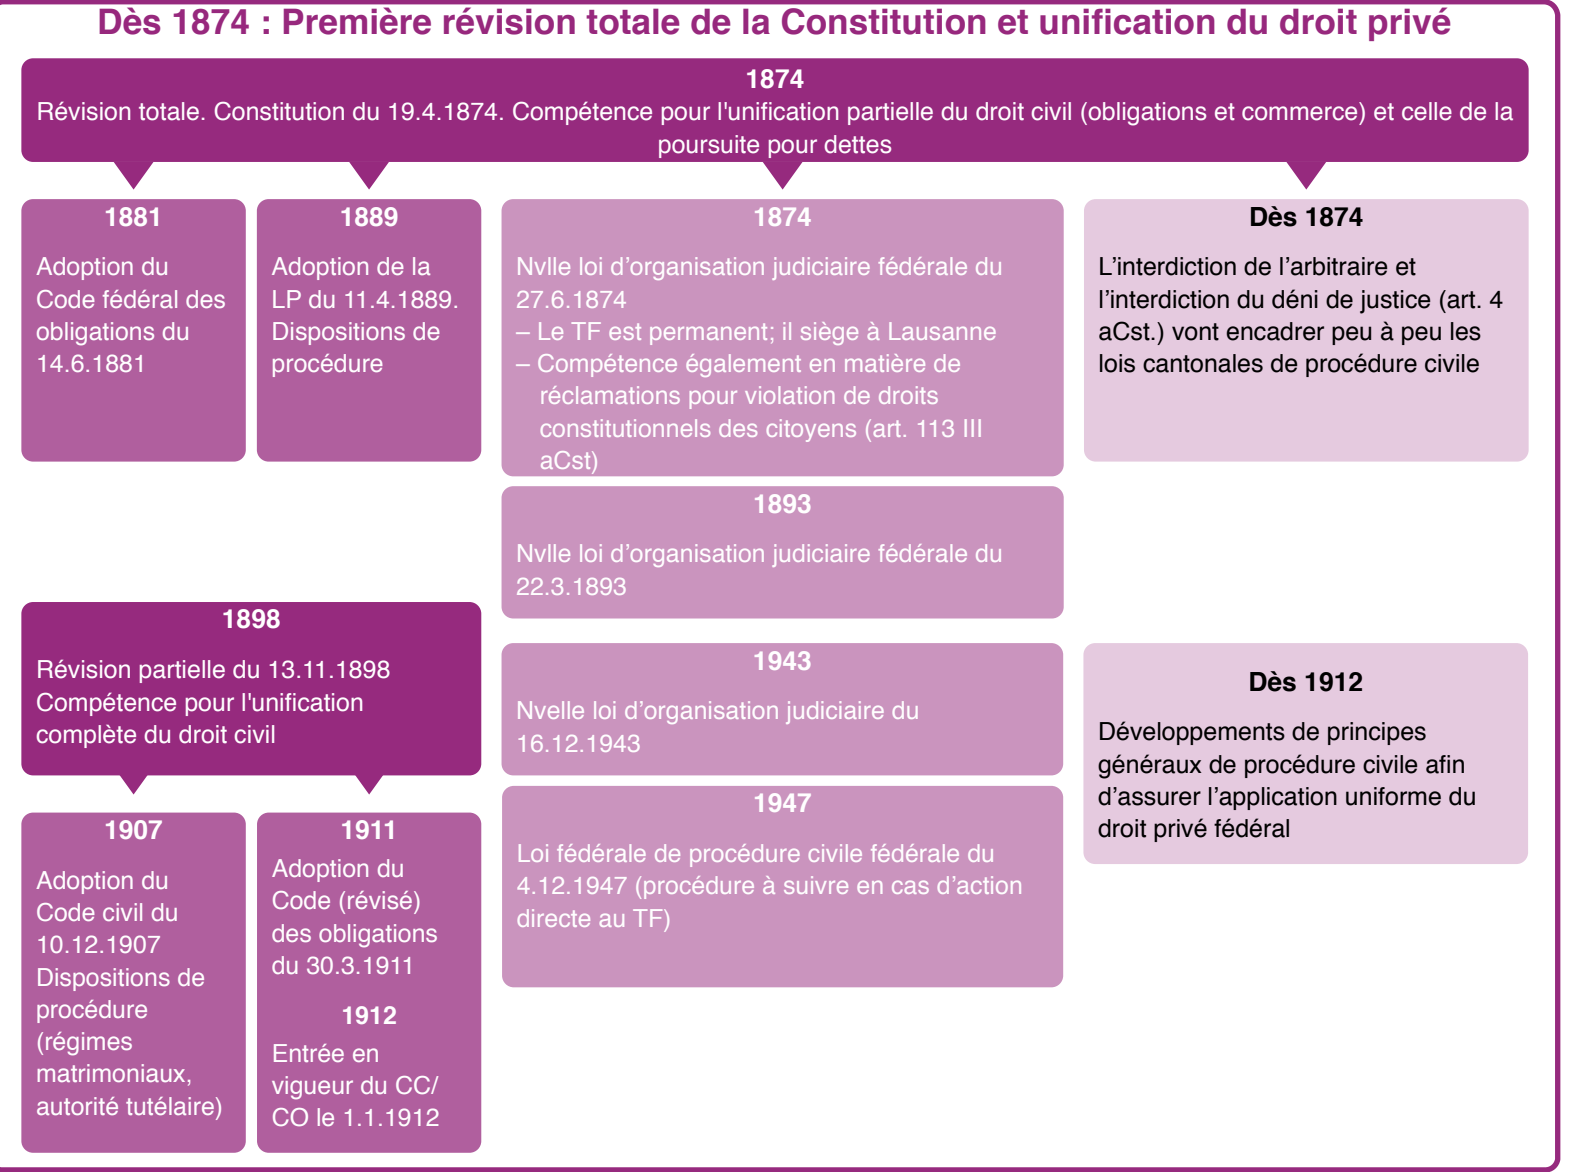 Dès 1874 : Première révision totale de la Constitution et unification du droit privé
1874
Révision totale. Constitution du 19.4.1874. Compétence pour l'unification partielle du droit civil (obligations et commerce) et celle de la
poursuite pour dettes
1881
Adoption du
Code fédéral des
obligations du
14.6.1881
1889
Adoption de la
LP du 11.4.1889.
Dispositions de
procédure
1874
Nvlle loi d’organisation judiciaire fédérale du
27.6.1874
– Le TF est permanent; il siège à Lausanne
– Compétence également en matière de
réclamations pour violation de droits
constitutionnels des citoyens (art. 113 III
aCst)
Dès 1874
L’interdiction de l’arbitraire et
l’interdiction du déni de justice (art. 4
aCst.) vont encadrer peu à peu les
lois cantonales de procédure civile
1893
Nvlle loi d’organisation judiciaire fédérale du
22.3.1893
1898
Révision partielle du 13.11.1898
Compétence pour l'unification
complète du droit civil
1943
Nvelle loi d’organisation judiciaire du
16.12.1943
Dès 1912
Développements de principes
généraux de procédure civile afin
d’assurer l’application uniforme du
droit privé fédéral
1907
Adoption du
Code civil du
10.12.1907
Dispositions de
procédure
(régimes
matrimoniaux,
autorité tutélaire)
1911
Adoption du
Code (révisé)
des obligations
du 30.3.1911
1912
Entrée en
vigueur du CC/
CO le 1.1.1912
1947
Loi fédérale de procédure civile fédérale du
4.12.1947 (procédure à suivre en cas d’action
directe au TF)